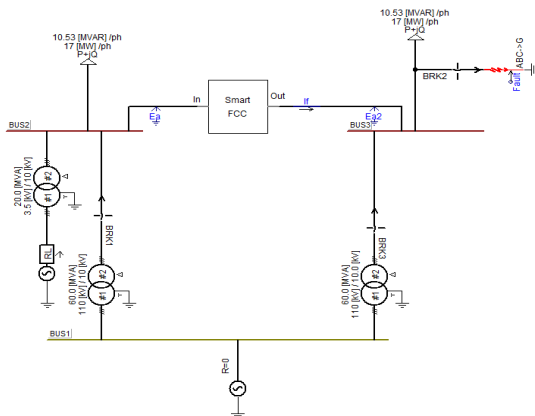 10.53 [MVAR] /ph
17 [MW] /ph
P+jQ
10.53 [MVAR] /ph
17 [MW] /ph
P+jQ
BRK2
ABC->G
Fault
In
Smart
FCC
Out
Ea
If
Ea2
BUS2
BUS3
20.0 [MVA]
3.5 [kV] / 10 [kV]
#2
#1
RL
BRK1
60.0 [MVA]
110 [kV] / 10 [kV]
#2
#1
BRK3
60.0 [MVA]
110 [kV] / 10.0 [kV]
#2
#1
BUS1
R=0